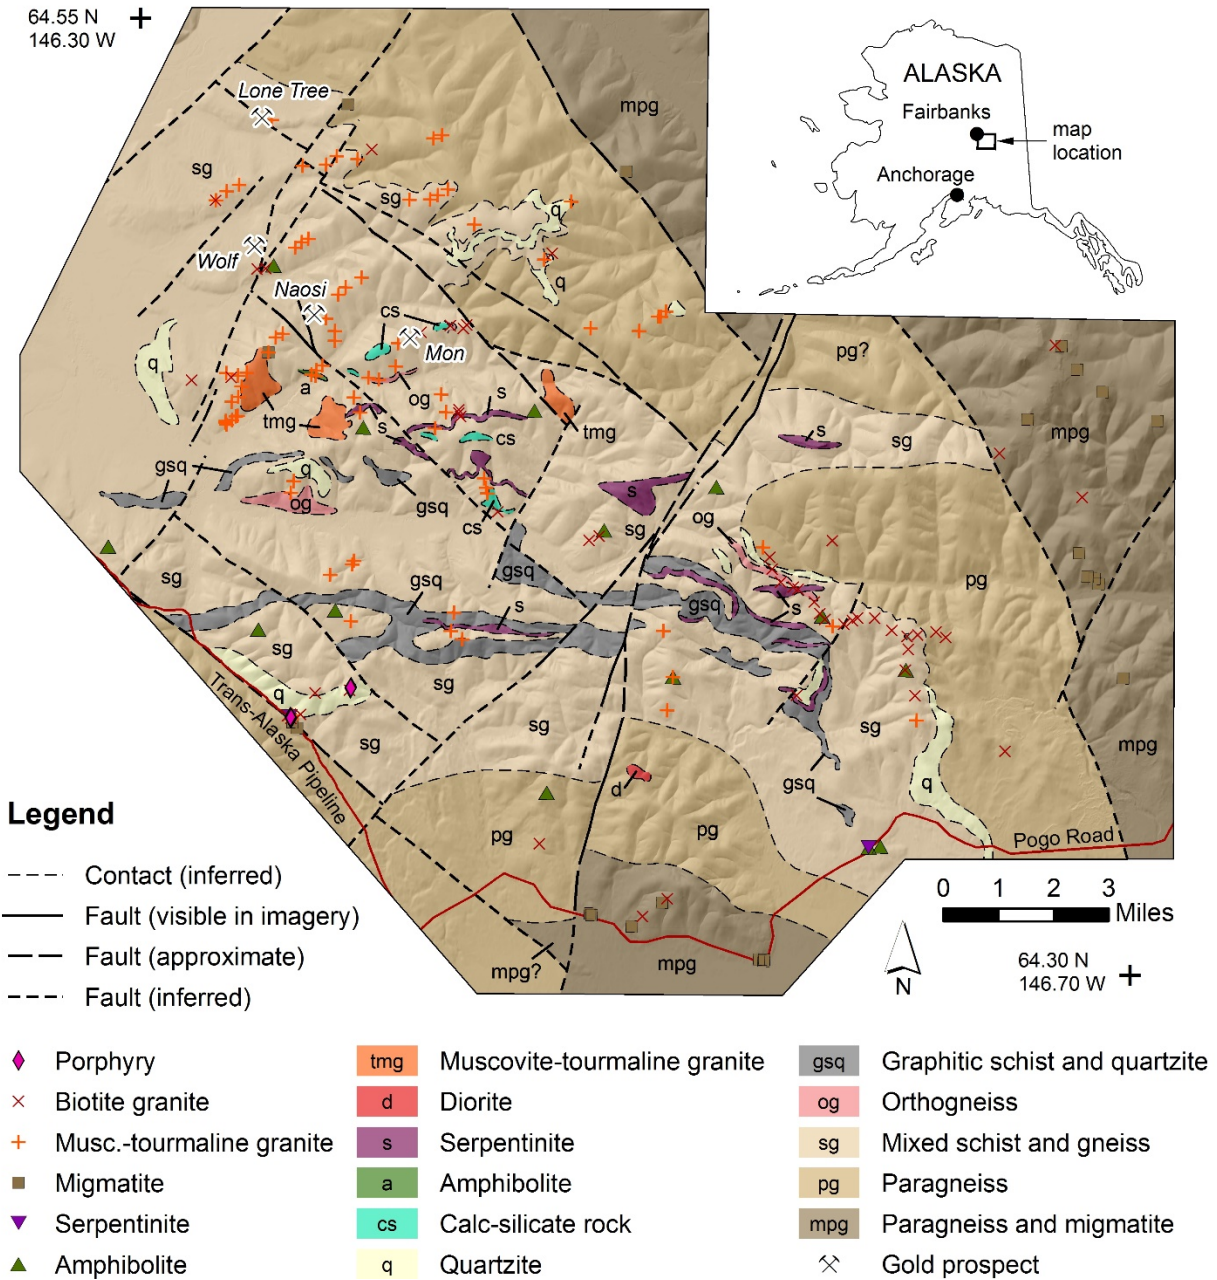 64.55 N
146.30 W
ALASKA
Fairbanks
map
location
Anchorage
Lone Tree
mpg
sg
sg
q
Wolf
q
Naosi
cs
Mon
pg?
q
a
og
s
mpg
tmg
s
cs
tmg
s
sg
gsq
q
og
gsq
cs
s
sg
og
sg
gsq
gsq
s
gsq
s
pg
sg
q
sg
sg
sg
sg
mpg
Trans-Alaska Pipeline
d
gsq
q
pg
pg
Pogo Road
mpg?
mpg
0 1 2 3
Miles
N
64.30 N
146.70 W
Legend
Contact (inferred)
Fault (visible in imagery)
Fault (approximate)
Fault (inferred)
Porphyry
Biotite granite
Musc.-tourmaline granite
Migmatite
Serpentinite
Amphibolite
tmg Muscovite-tourmaline granite
d Diorite
s Serpentinite
a Amphibolite
cs Calc-silicate rock
q Quartzite
gsq Graphitic schist and quartzite
og Orthogneiss
sg Mixed schist and gneiss
pg Paragneiss
mpg Paragneiss and migmatite
Gold prospect